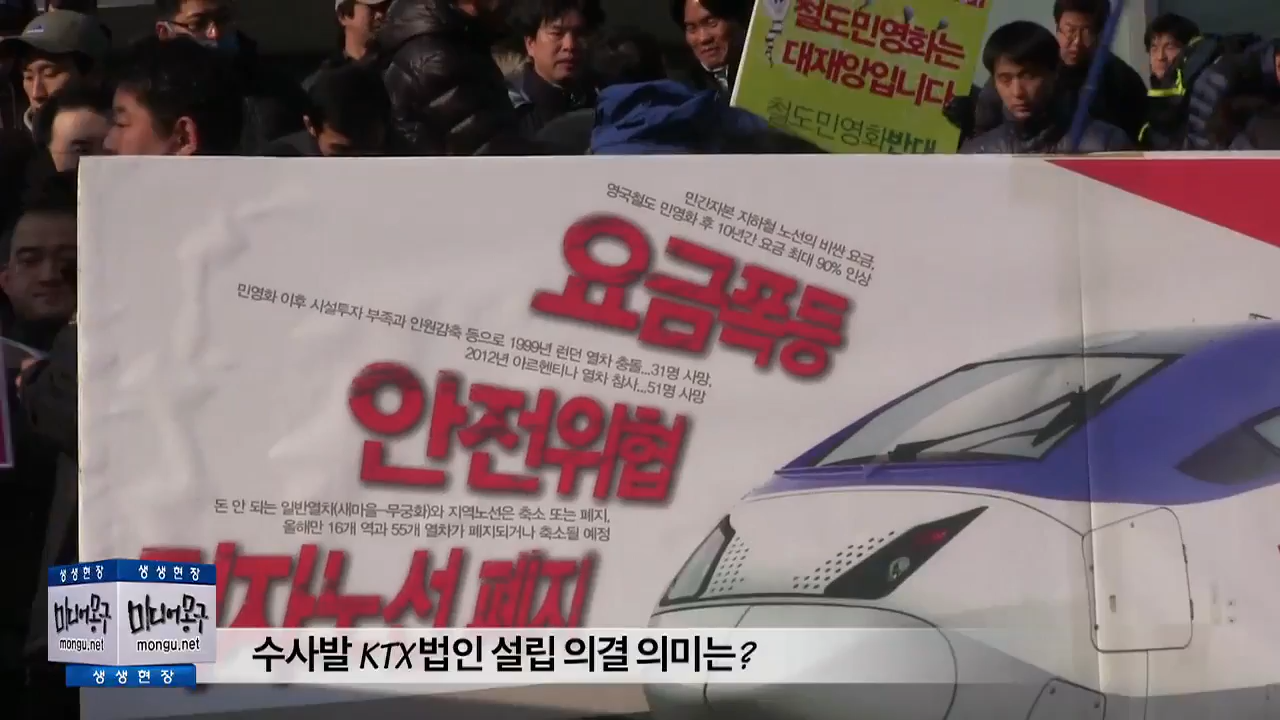 철도민영화는
대재앙입니다
철도민영화반대
민간자본 지하철 노선의 비싼 요금,
영국철도 민영화 후 10년간 요금 최대 90% 인상
요금폭등
민영화 이후 시설투자 부족과 인원감축 등으로 1999년 런던 열차 충돌...31명 사망,
2012년 아르헨티나 열차 참사...51명 사망
안전위협
돈 안 되는 일반열차(새마을-무궁화)와 지역노선은 축소 또는 폐지,
올해만 16개 역과 55개 열차가 폐지되거나 축소될 예정
적자노선 폐지
생생현장 생생현장
미디어몽구 미디어몽구
mongu.net mongu.net
생생현장
수사발 KTX법인 설립 의결 의미는?